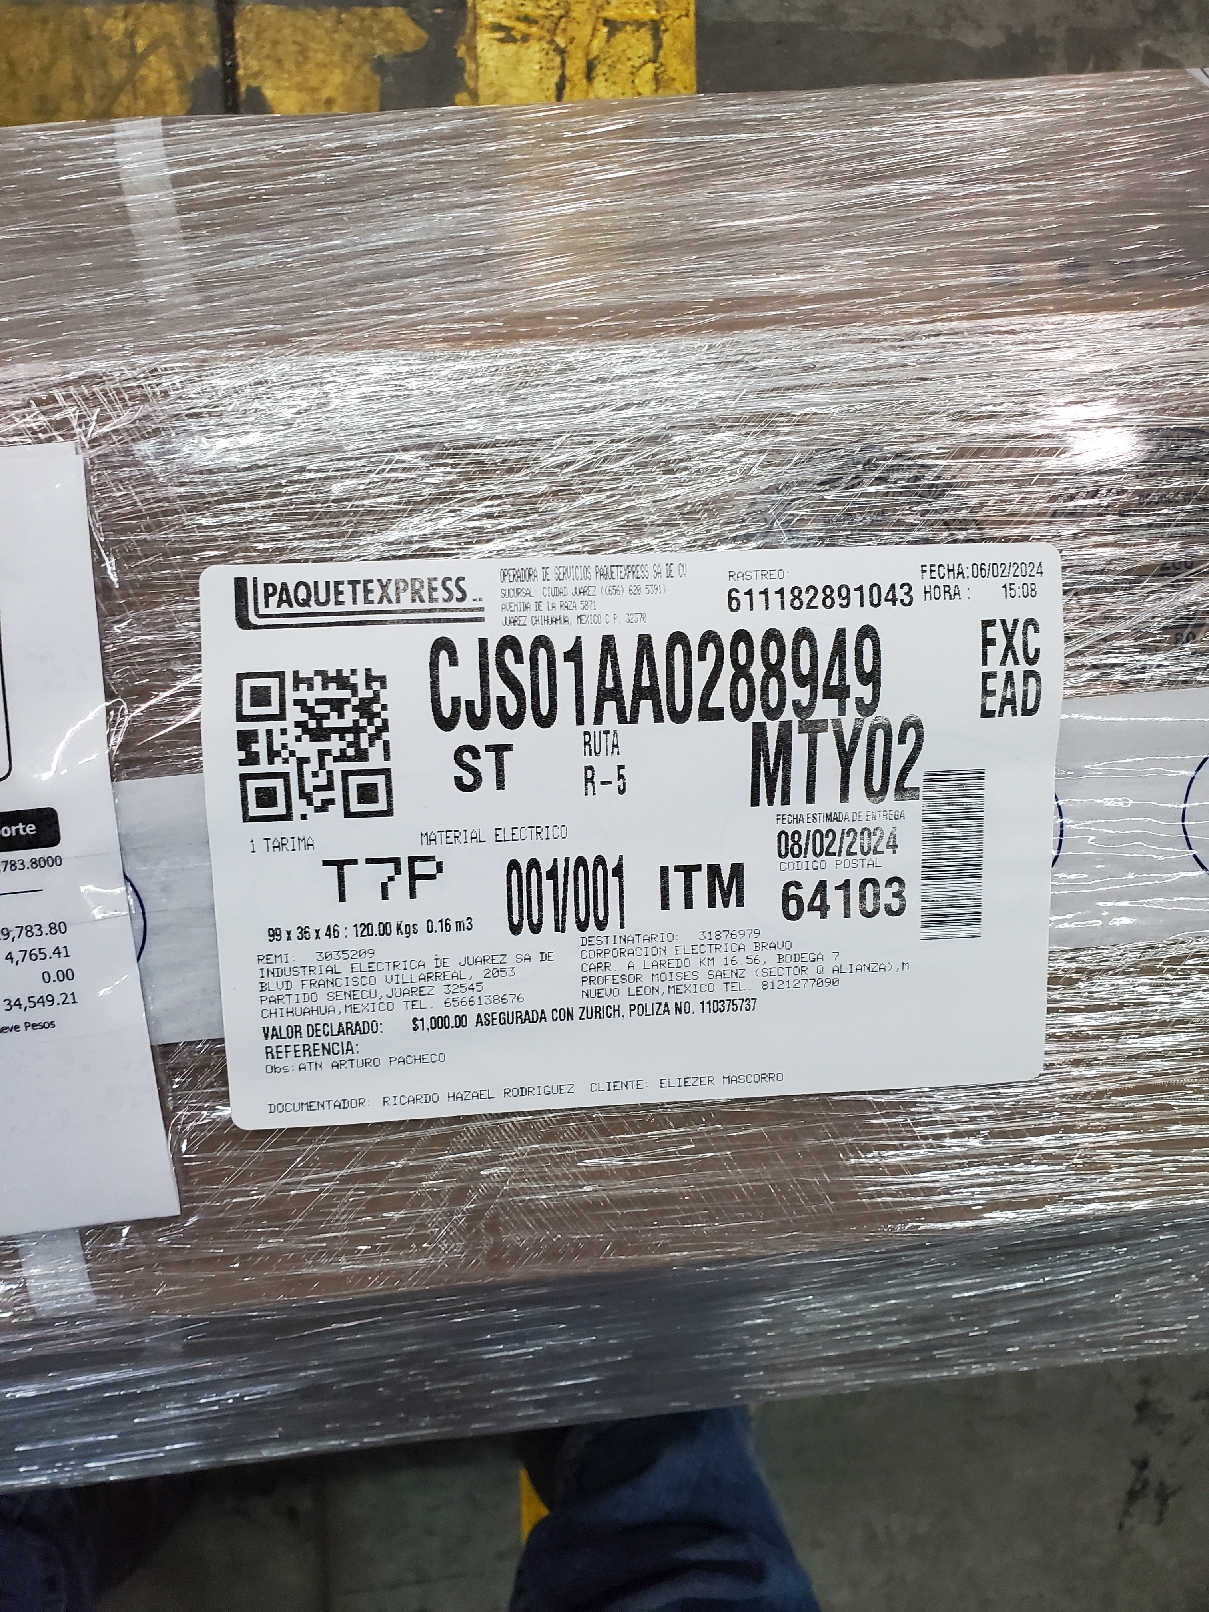 PAQUETEXPRESS
OPERADORA DE SERVICIOS PAQUETEXPRESS SA DE CV
SUCURSAL: CIUDAD JUAREZ ((656) 620 5391)
AVENIDA DE LA RAZA 5871
JUAREZ CHIHUAHUA, MEXICO C.P. 32370
RASTREO:
611182891043
FECHA:06/02/2024
HORA: 15:08
CJS01AA0288949
FXC
EAD
ST
RUTA
R-5
MTY02
FECHA ESTIMADA DE ENTREGA
08/02/2024
1 TARIMA
MATERIAL ELECTRICO
CODIGO POSTAL
T7P
001/001
ITM
64103
99 x 36 x 46 : 120.00 Kgs 0.16 m3
REMI: 3035209
INDUSTRIAL ELECTRICA DE JUAREZ SA DE
BLVD FRANCISCO VILLARREAL, 2053
PARTIDO SENECU,JUAREZ 32545
CHIHUAHUA,MEXICO TEL. 6566138676
DESTINATARIO: 31876979
CORPORACION ELECTRICA BRAVO
CARR. A LAREDO KM 16.56, BODEGA 7
PROFESOR MOISES SAENZ (SECTOR Q ALIANZA),M
NUEVO LEON,MEXICO TEL. 8121277090
VALOR DECLARADO: $1,000.00 ASEGURADA CON ZURICH, POLIZA NO. 110375737
REFERENCIA:
Obs:ATN ARTURO PACHECO
DOCUMENTADOR: RICARDO HAZAEL RODRIGUEZ CLIENTE: ELIEZER MASCORRO
orte
,783.8000
9,783.80
4,765.41
0.00
34,549.21
eve Pesos